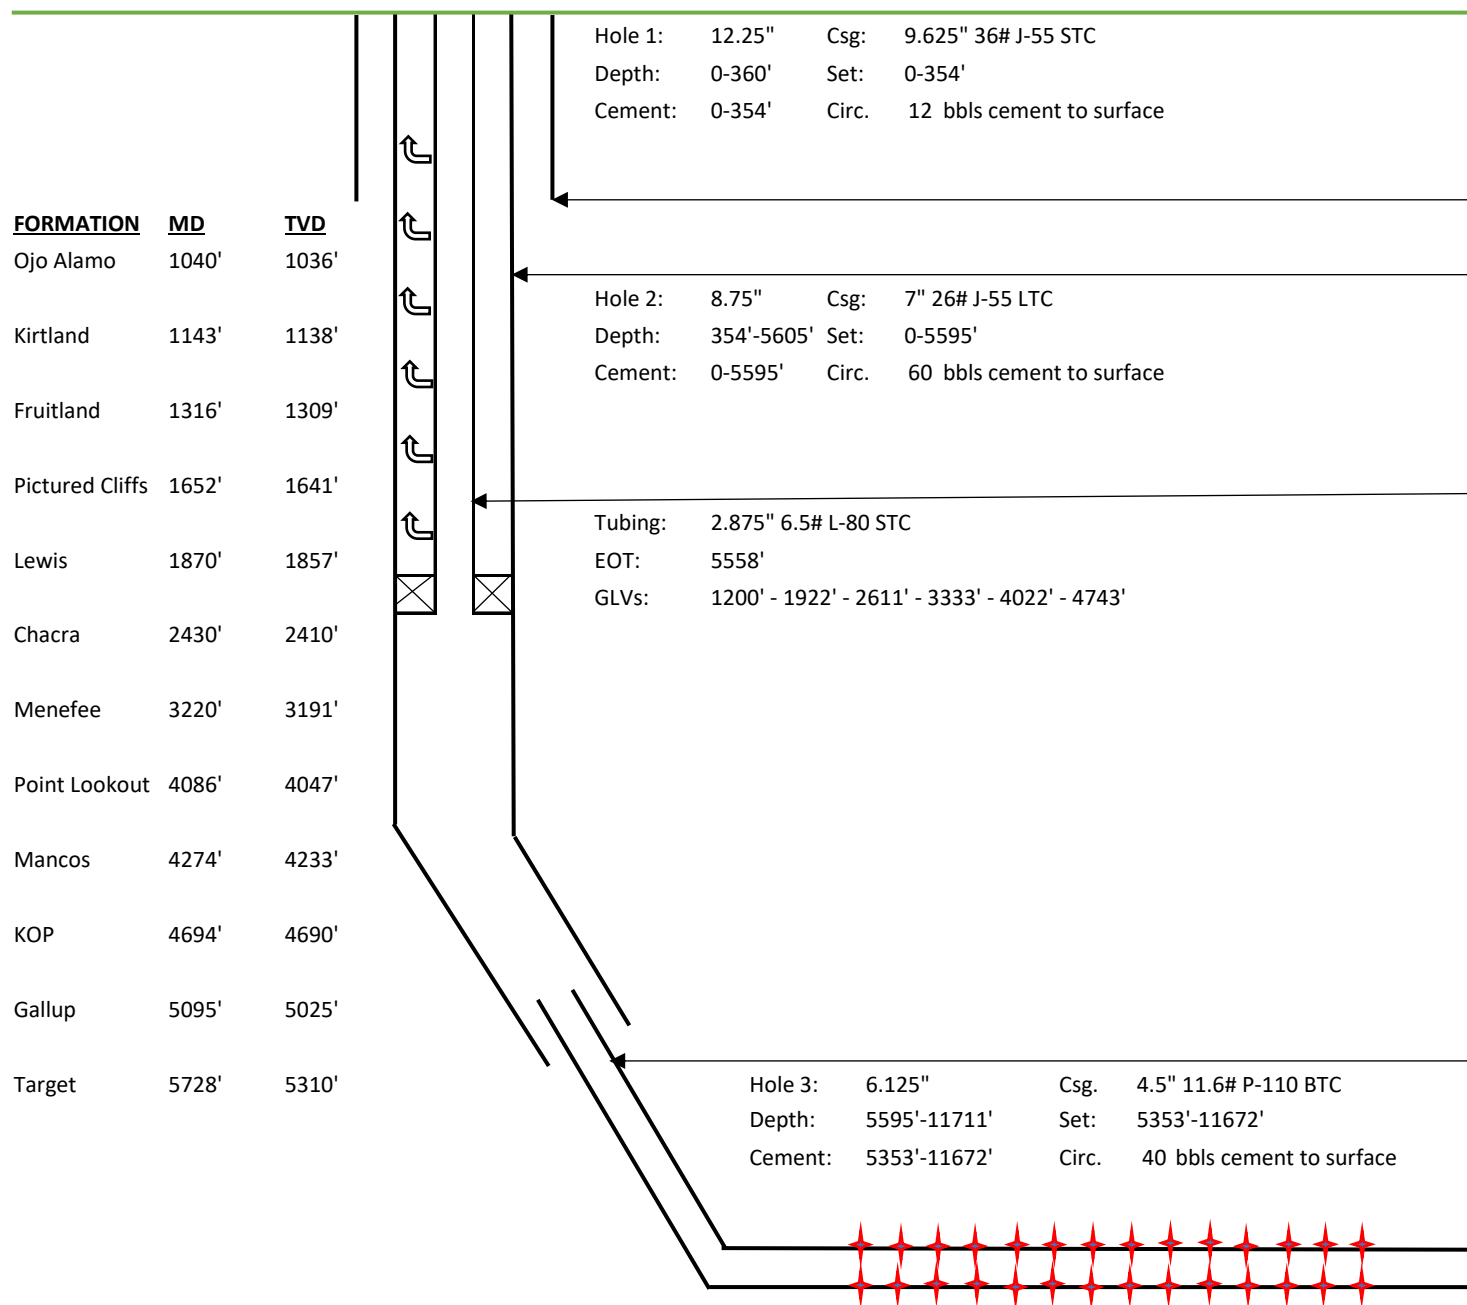 Hole 1: 12.25" Csg: 9.625" 36# J-55 STC
Depth: 0-360' Set: 0-354'
Cement: 0-354' Circ. 12 bbls cement to surface
FORMATION MD TVD
Ojo Alamo 1040' 1036'
Hole 2: 8.75" Csg: 7" 26# J-55 LTC
Depth: 354'-5605' Set: 0-5595'
Kirtland 1143' 1138'
Cement: 0-5595' Circ. 60 bbls cement to surface
Fruitland 1316' 1309'
Pictured Cliffs 1652' 1641'
Tubing: 2.875" 6.5# L-80 STC
EOT: 5558'
Lewis 1870' 1857'
GLVs: 1200' - 1922' - 2611' - 3333' - 4022' - 4743'
Chacra 2430' 2410'
Menefee 3220' 3191'
Point Lookout 4086' 4047'
Mancos 4274' 4233'
KOP 4694' 4690'
Gallup 5095' 5025'
Target 5728' 5310'
Hole 3: 6.125" Csg. 4.5" 11.6# P-110 BTC
Depth: 5595'-11711' Set: 5353'-11672'
Cement: 5353'-11672' Circ. 40 bbls cement to surface